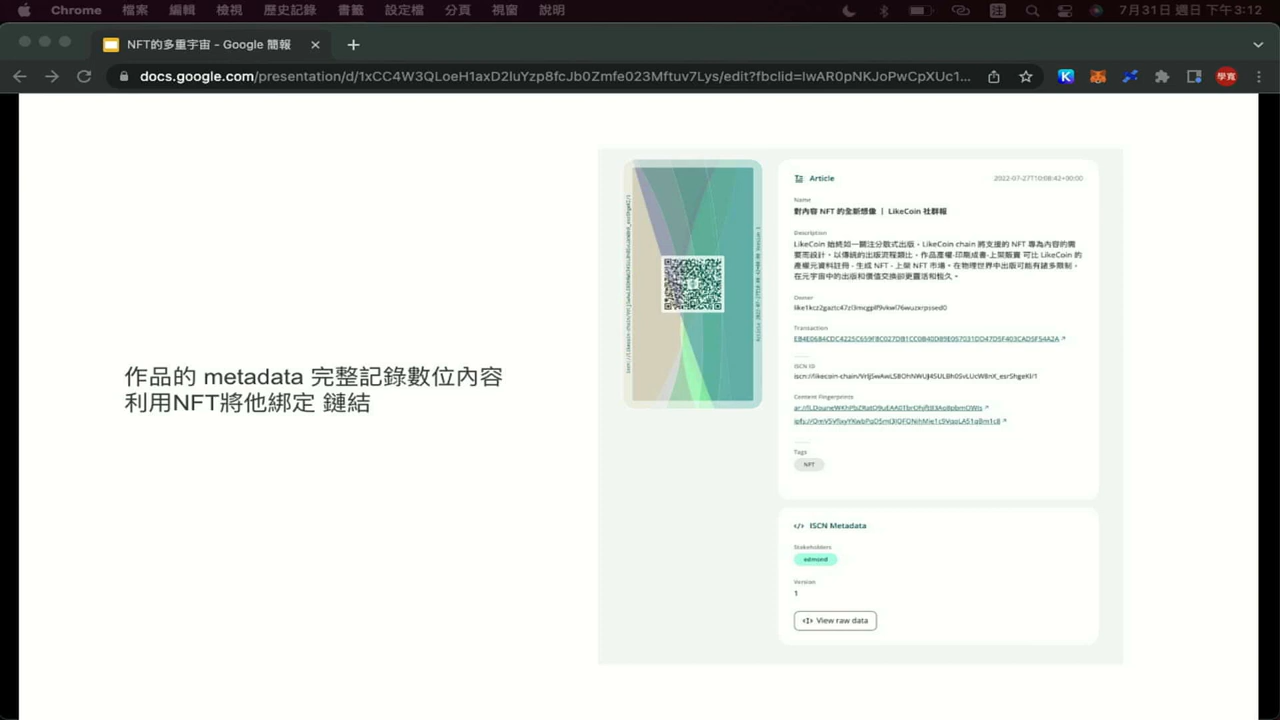 Chrome 檔案 編輯 檢視 歷史記錄 書籤 設定檔 分頁 視窗 說明
注
7月31日 週日 下午3:12
NFT的多重宇宙 - Google 簡報
docs.google.com/presentation/d/1xCC4W3QLoeH1axD2luYzp8fcJb0Zmfe023Mftuv7Lys/edit?fbclid=IwAR0pNKJoPwCpXUc1...
K
學寬
作品的 metadata 完整記錄數位內容
利用NFT將他綁定 鏈結
Article
2022-07-27T10:08:42+00:00
Name
對內容 NFT 的全新想像 | LikeCoin 社群報
Description
LikeCoin 始終如一關注分散式出版。LikeCoin chain 將支援的 NFT 專為內容的需
要而設計。以傳統的出版流程類比,作品產權-印刷成書-上架販賣 可比 LikeCoin 的
產權元資料註冊 - 生成 NFT - 上架 NFT 市場。在物理世界中出版可能有諸多限制,
在元宇宙中的出版和價值交換卻更靈活和恆久。
Owner
Transaction
ISCN ID
Content Fingerprints
Tags
NFT
ISCN Metadata
Stakeholders
edmond
Version
1
View raw data